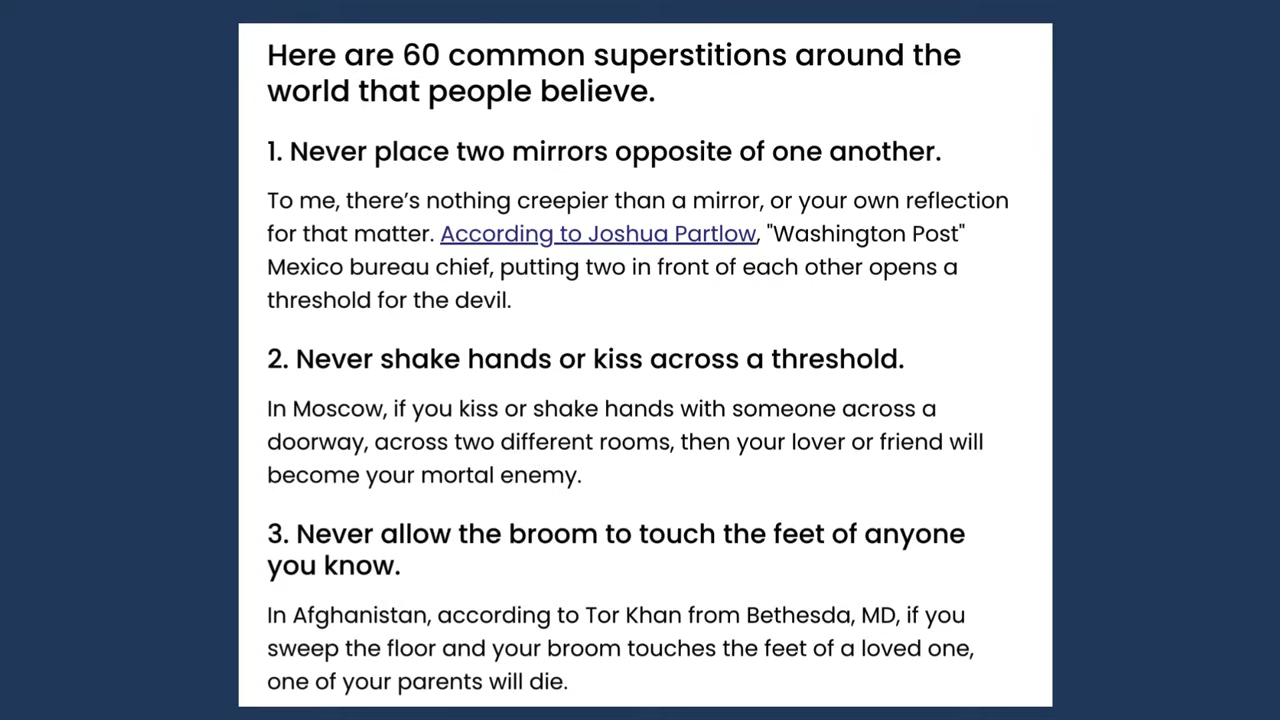 Here are 60 common superstitions around the
world that people believe.
1. Never place two mirrors opposite of one another.
To me, there's nothing creepier than a mirror, or your own reflection
for that matter. According to Joshua Partlow, "Washington Post"
Mexico bureau chief, putting two in front of each other opens a
threshold for the devil.
2. Never shake hands or kiss across a threshold.
In Moscow, if you kiss or shake hands with someone across a
doorway, across two different rooms, then your lover or friend will
become your mortal enemy.
3. Never allow the broom to touch the feet of anyone
you know.
In Afghanistan, according to Tor Khan from Bethesda, MD, if you
sweep the floor and your broom touches the feet of a loved one,
one of your parents will die.